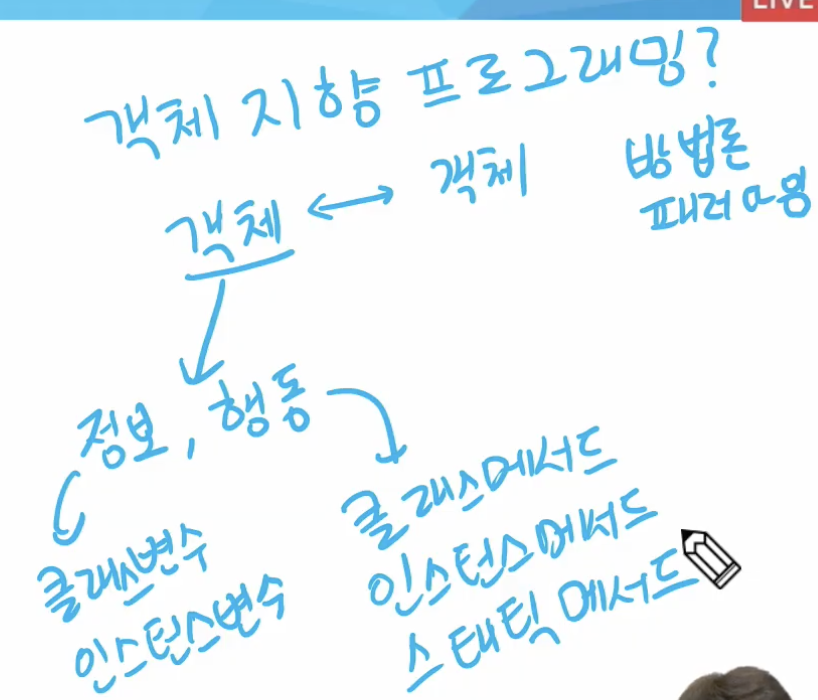 LIVE
객체 지향 프로그래밍?
객체 ↔ 객체
방법론
패러다임
정보, 행동
클래스변수
인스턴스변수
클래스메서드
인스턴스메서드
스태틱 메서드